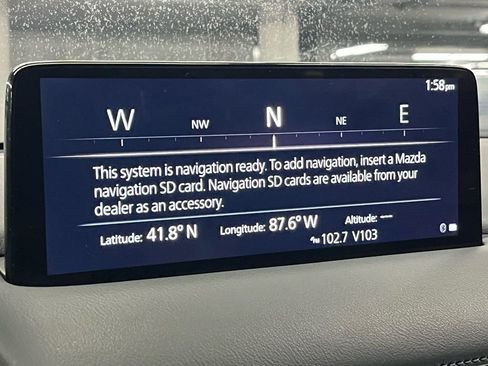 1:58pm
W NW N NE E
This system is navigation ready. To add navigation, insert a Mazda
navigation SD card. Navigation SD cards are available from your
dealer as an accessory.
Latitude: 41.8° N Longitude: 87.6° W Altitude: ----
102.7 V103